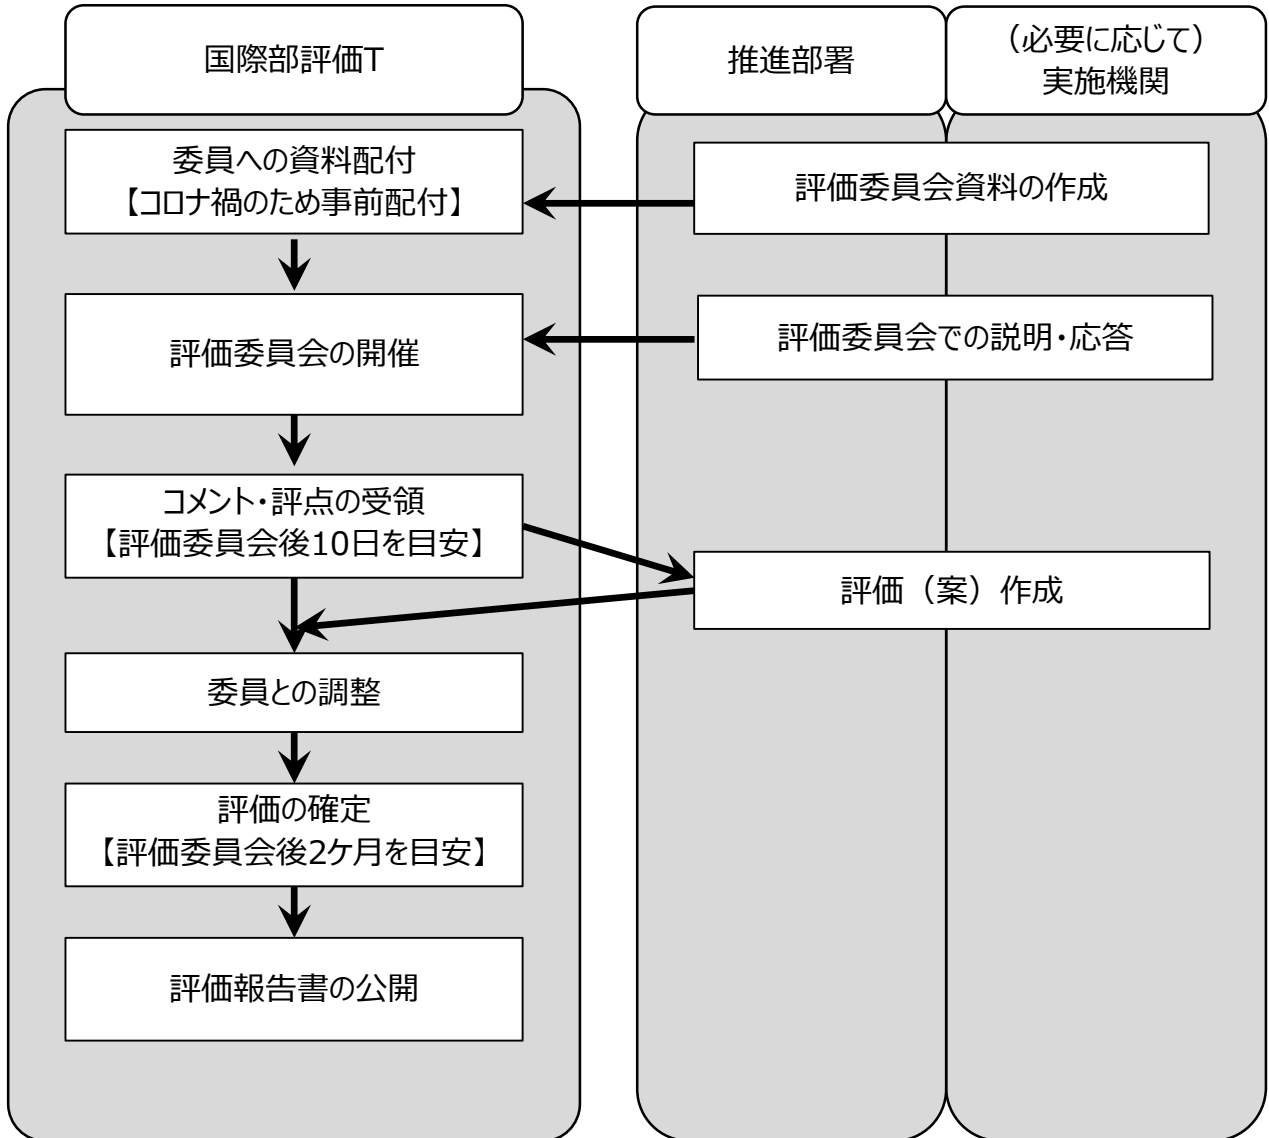 国際部評価T
推進部署
（必要に応じて）
実施機関
委員への資料配付
【コロナ禍のため事前配付】
評価委員会資料の作成
評価委員会の開催
評価委員会での説明・応答
コメント・評点の受領
【評価委員会後10日を目安】
評価（案）作成
委員との調整
評価の確定
【評価委員会後2ケ月を目安】
評価報告書の公開